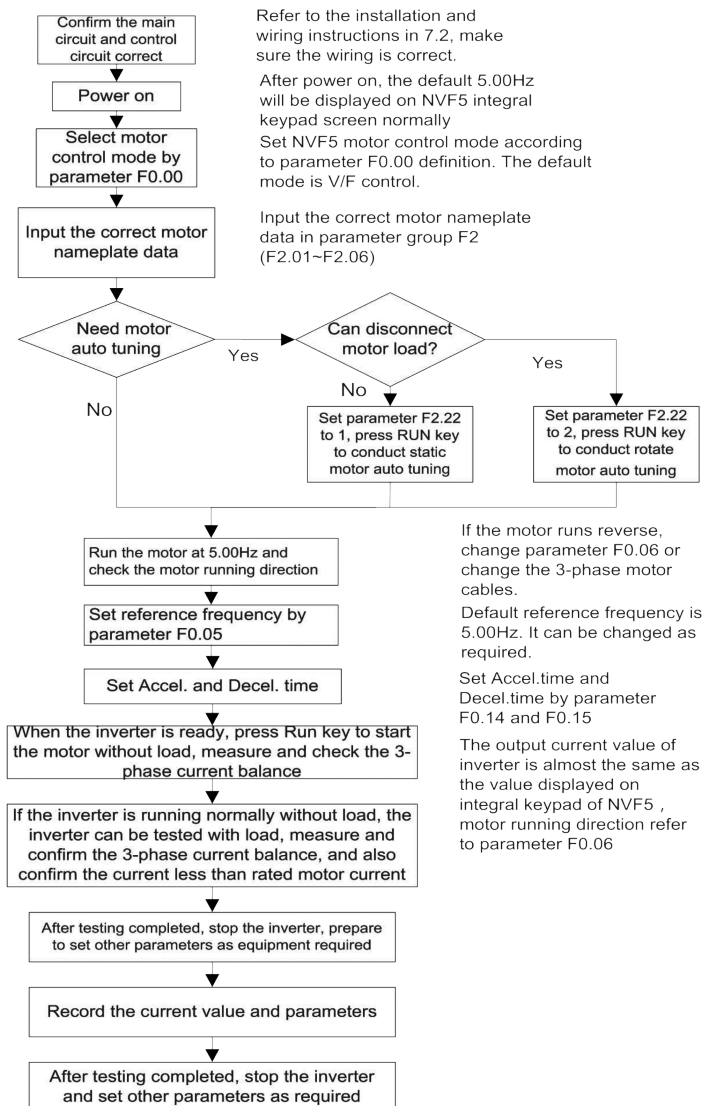 Confirm the main
circuit and control
circuit correct
Refer to the installation and
wiring instructions in 7.2, make
sure the wiring is correct.
Power on
After power on, the default 5.00Hz
will be displayed on NVF5 integral
keypad screen normally
Select motor
control mode by
parameter F0.00
Set NVF5 motor control mode according
to parameter F0.00 definition. The default
mode is V/F control.
Input the correct motor
nameplate data
Input the correct motor nameplate
data in parameter group F2
(F2.01~F2.06)
Need motor
auto tuning
Yes
Can disconnect
motor load?
Yes
No
No
Set parameter F2.22
to 1, press RUN key
to conduct static
motor auto tuning
Set parameter F2.22
to 2, press RUN key
to conduct rotate
motor auto tuning
Run the motor at 5.00Hz and
check the motor running direction
If the motor runs reverse,
change parameter F0.06 or
change the 3-phase motor
cables.
Set reference frequency by
parameter F0.05
Default reference frequency is
5.00Hz. It can be changed as
required.
Set Accel. and Decel. time
Set Accel.time and
Decel.time by parameter
F0.14 and F0.15
When the inverter is ready, press Run key to start
the motor without load, measure and check the 3-
phase current balance
The output current value of
inverter is almost the same as
the value displayed on
integral keypad of NVF5 ,
motor running direction refer
to parameter F0.06
If the inverter is running normally without load, the
inverter can be tested with load, measure and
confirm the 3-phase current balance, and also
confirm the current less than rated motor current
After testing completed, stop the inverter, prepare
to set other parameters as equipment required
Record the current value and parameters
After testing completed, stop the inverter
and set other parameters as required